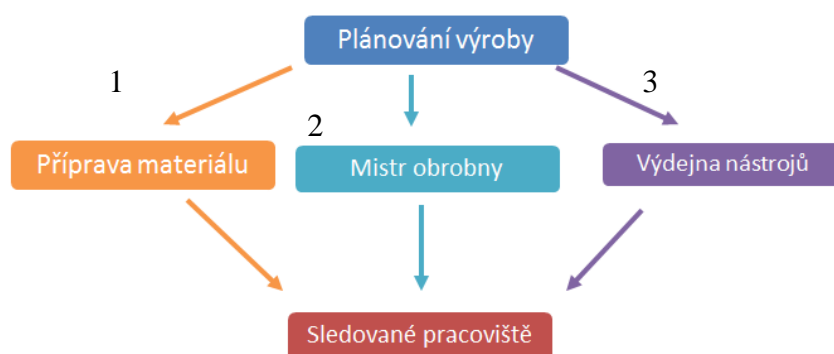 Plánování výroby
1
3
2
Příprava materiálu
Mistr obrobny
Výdejna nástrojů
Sledované pracoviště